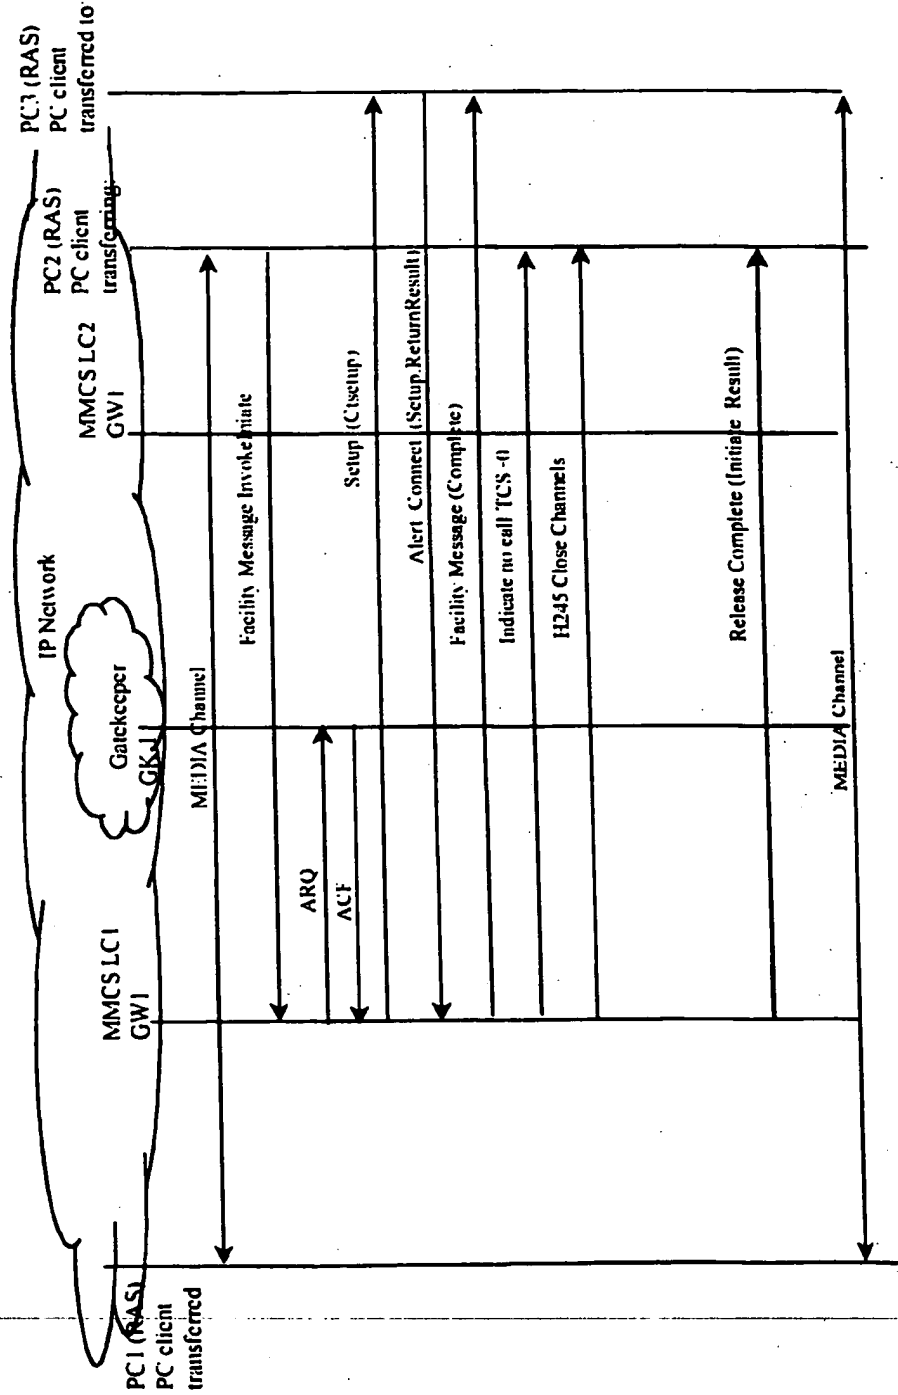 PC1 (RAS)
PC client
transferred
MMCS LC1
GW1
Gatekeeper
GK1
IP Network
MMCS LC2
GW1
PC2 (RAS)
PC client
transferring
PC3 (RAS)
PC client
transferred to
MEDIA Channel
Facility Message Invoke Iniate
ARQ
ACF
Setup (Ctsetup)
Alert Connect (Setup.ReturnResult)
Facility Message (Complete)
Indicate no call TCS -0
H245 Close Channels
Release Complete (Initiate Result)
MEDIA Channel